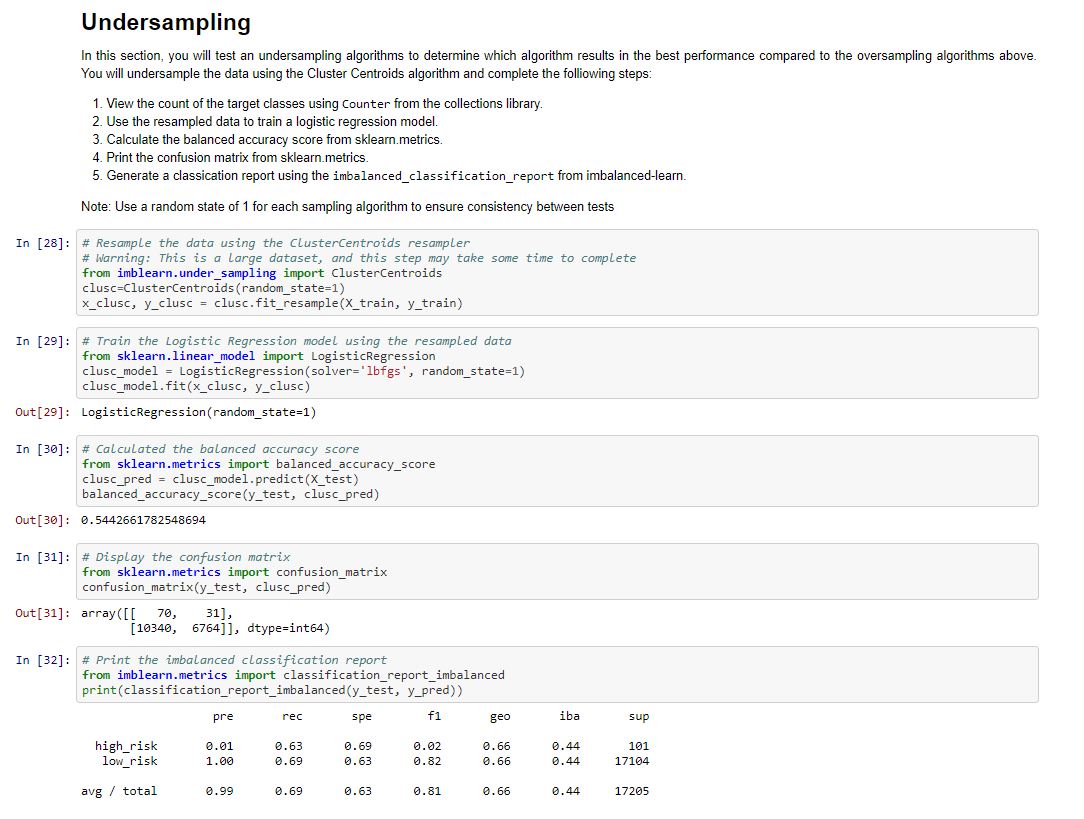 Undersampling
In this section, you will test an undersampling algorithms to determine which algorithm results in the best performance compared to the oversampling algorithms above.
You will undersample the data using the Cluster Centroids algorithm and complete the folliowing steps:
1. View the count of the target classes using Counter from the collections library.
2. Use the resampled data to train a logistic regression model.
3. Calculate the balanced accuracy score from sklearn.metrics.
4. Print the confusion matrix from sklearn.metrics.
5. Generate a classication report using the imbalanced_classification_report from imbalanced-learn.
Note: Use a random state of 1 for each sampling algorithm to ensure consistency between tests
In [28]: # Resample the data using the ClusterCentroids resampler
# Warning: This is a large dataset, and this step may take some time to complete
from imblearn.under_sampling import ClusterCentroids
clusc=ClusterCentroids(random_state=1)
x_clusc, y_clusc = clusc.fit_resample(X_train, y_train)
In [29]: # Train the Logistic Regression model using the resampled data
from sklearn.linear_model import LogisticRegression
clusc_model = LogisticRegression(solver='lbfgs', random_state=1)
clusc_model.fit(x_clusc, y_clusc)
Out[29]: LogisticRegression(random_state=1)
In [30]: # Calculated the balanced accuracy score
from sklearn.metrics import balanced_accuracy_score
clusc_pred = clusc_model.predict(X_test)
balanced_accuracy_score(y_test, clusc_pred)
Out[30]: 0.5442661782548694
In [31]: # Display the confusion matrix
from sklearn.metrics import confusion_matrix
confusion_matrix(y_test, clusc_pred)
Out[31]: array([[   70,    31],
[10340,  6764]], dtype=int64)
In [32]: # Print the imbalanced classification report
from imblearn.metrics import classification_report_imbalanced
print(classification_report_imbalanced(y_test, y_pred))
pre rec spe f1 geo iba sup
high_risk 0.01 0.63 0.69 0.02 0.66 0.44 101
low_risk 1.00 0.69 0.63 0.82 0.66 0.44 17104
avg / total 0.99 0.69 0.63 0.81 0.66 0.44 17205